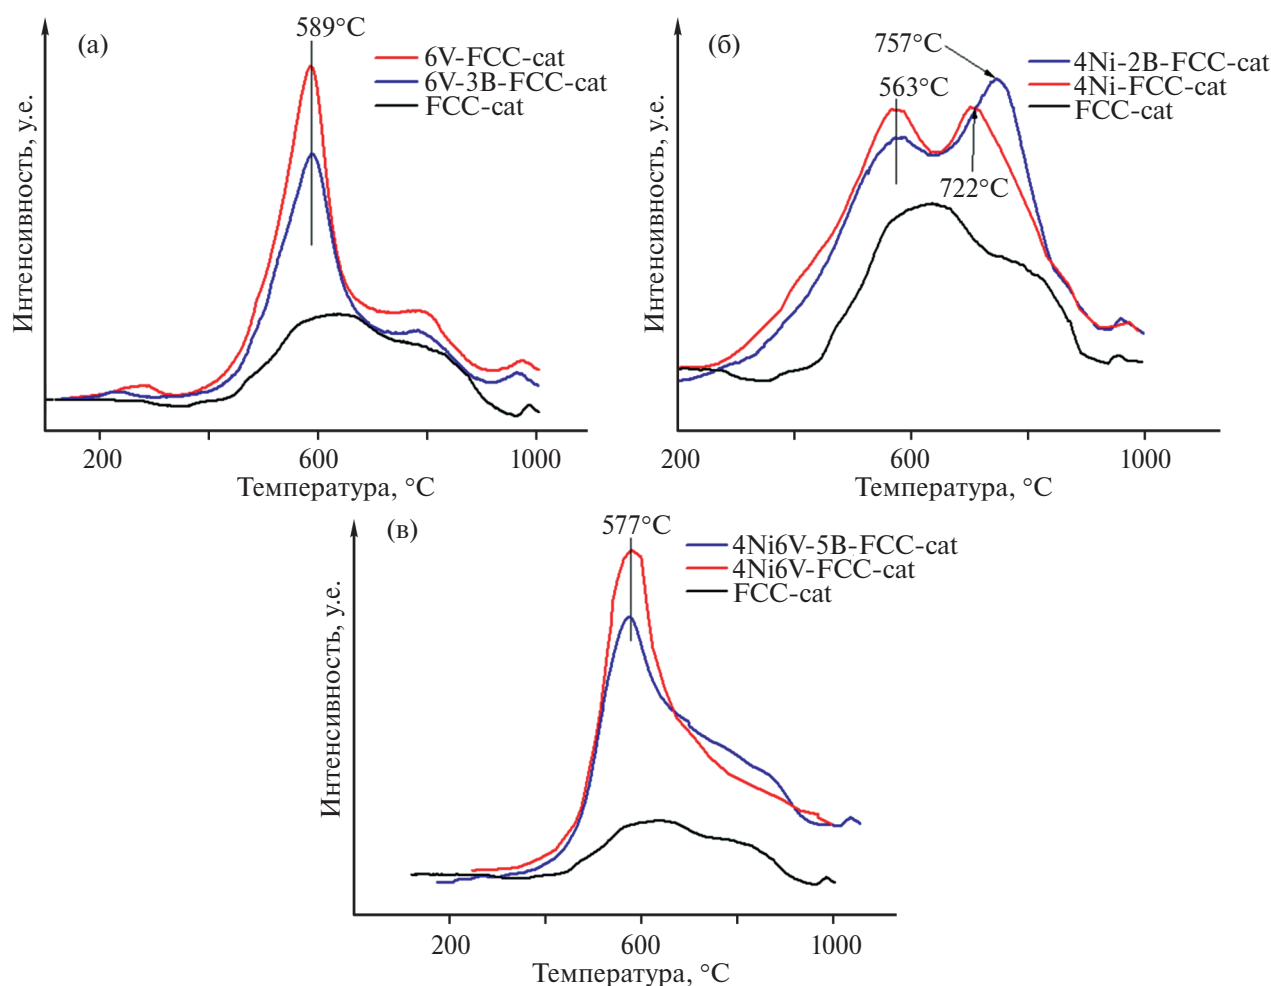 (а)
589°C
6V-FCC-cat
6V-3B-FCC-cat
FCC-cat
Интенсивность, у.е.
200
600
1000
Температура, °C
(б)
757°C
563°C
722°C
4Ni-2B-FCC-cat
4Ni-FCC-cat
FCC-cat
Интенсивность, у.е.
200
600
1000
Температура, °C
(в)
577°C
4Ni6V-5B-FCC-cat
4Ni6V-FCC-cat
FCC-cat
Интенсивность, у.е.
200
600
1000
Температура, °C